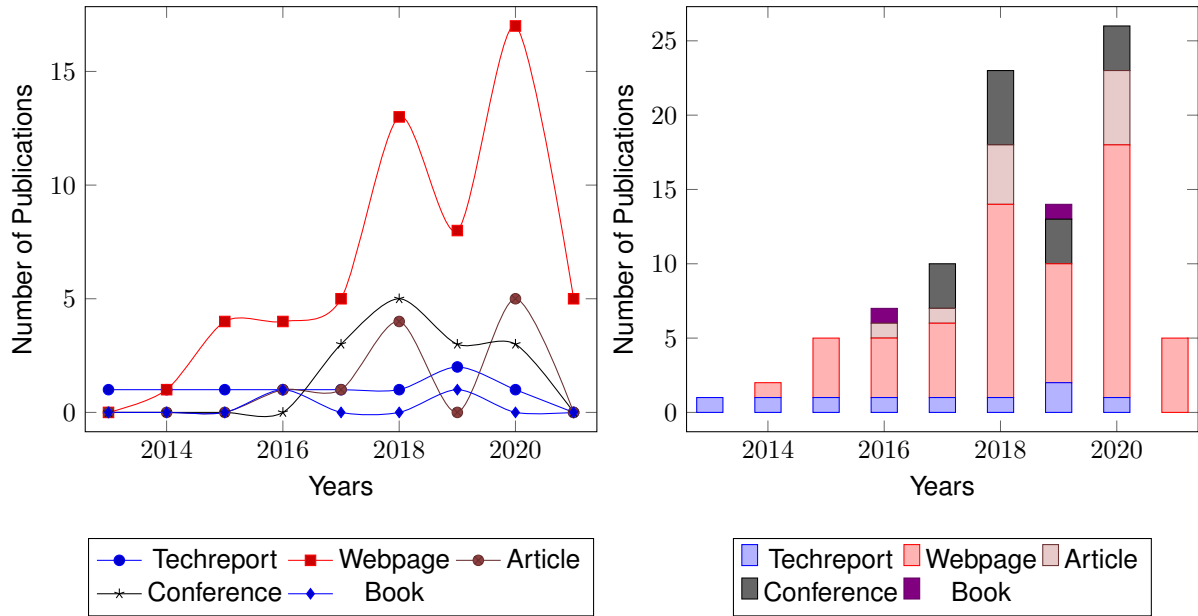 Number of Publications
15
10
5
0
2014 2016 2018 2020
Years
Techreport Webpage Article
Conference Book
Number of Publications
25
20
15
10
5
0
2014 2016 2018 2020
Years
Techreport Webpage Article
Conference Book